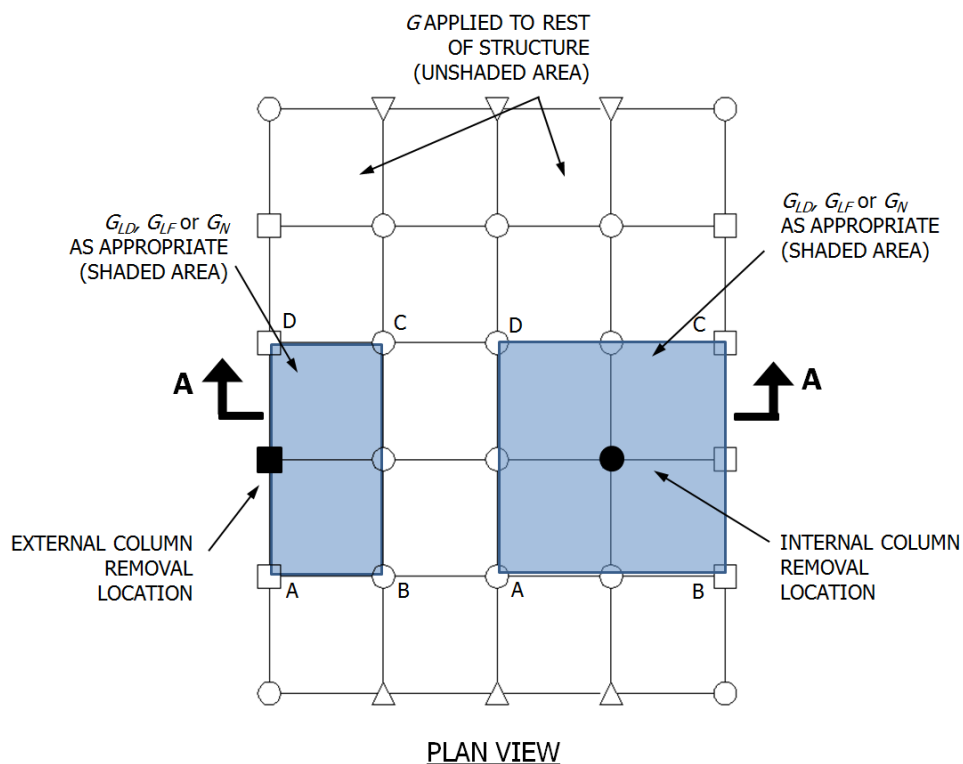 G APPLIED TO REST
OF STRUCTURE
(UNSHADED AREA)
G_LD, G_LF or G_N
AS APPROPRIATE
(SHADED AREA)
G_LD, G_LF or G_N
AS APPROPRIATE
(SHADED AREA)
D
C
D
C
A
A
EXTERNAL COLUMN
REMOVAL
LOCATION
INTERNAL COLUMN
REMOVAL
LOCATION
A
B
A
B
PLAN VIEW